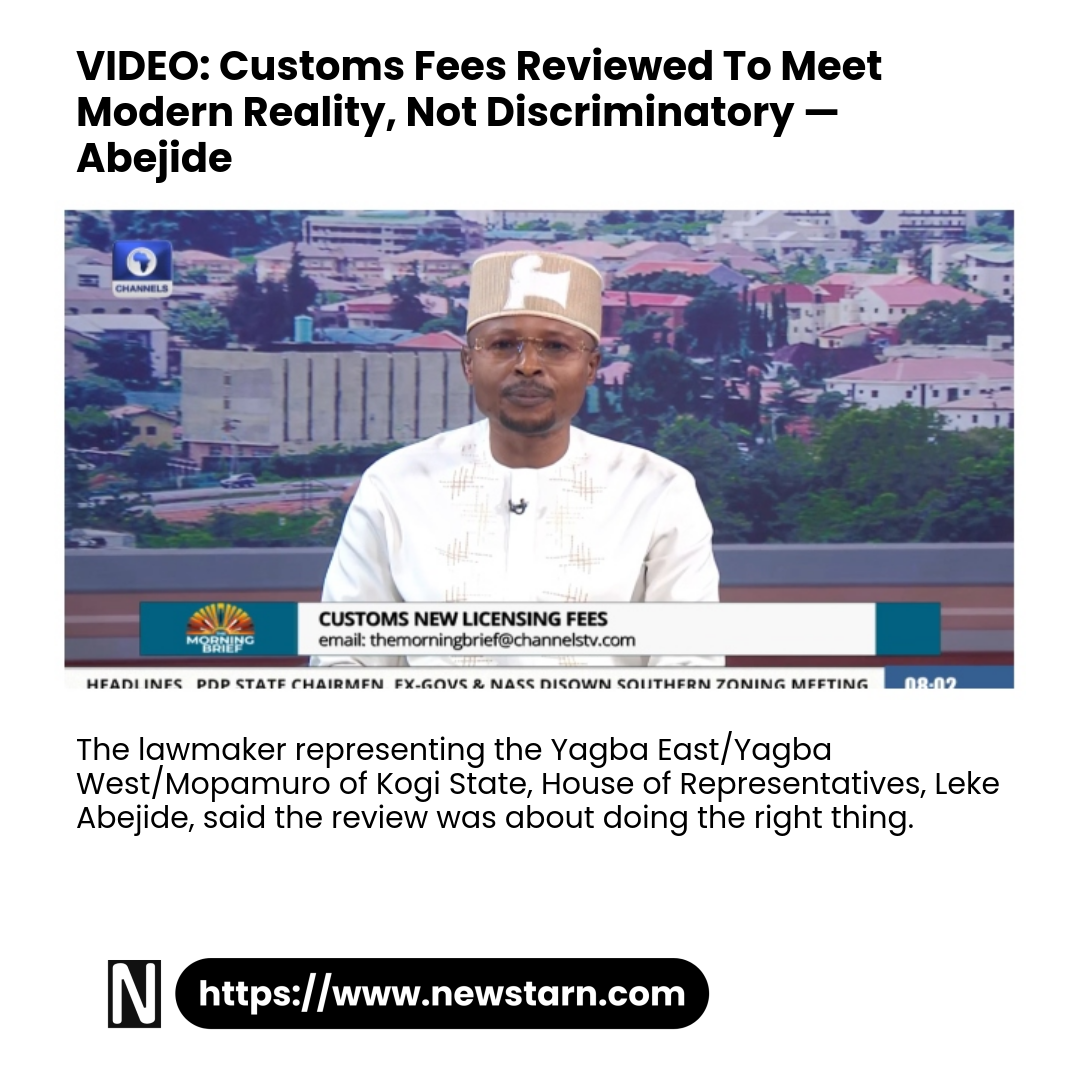 VIDEO: Customs Fees Reviewed To Meet
Modern Reality, Not Discriminatory —
Abejide
CHANNELS
CUSTOMS NEW LICENSING FEES
THE
MORNING
BRIEF
email: themorningbrief@channelstv.com
HEADLINES PDP STATE CHAIRMEN, EX-GOVS & NASS DISOWN SOUTHERN ZONING MEETING
08:02
The lawmaker representing the Yagba East/Yagba
West/Mopamuro of Kogi State, House of Representatives, Leke
Abejide, said the review was about doing the right thing.
N
https://www.newstarn.com